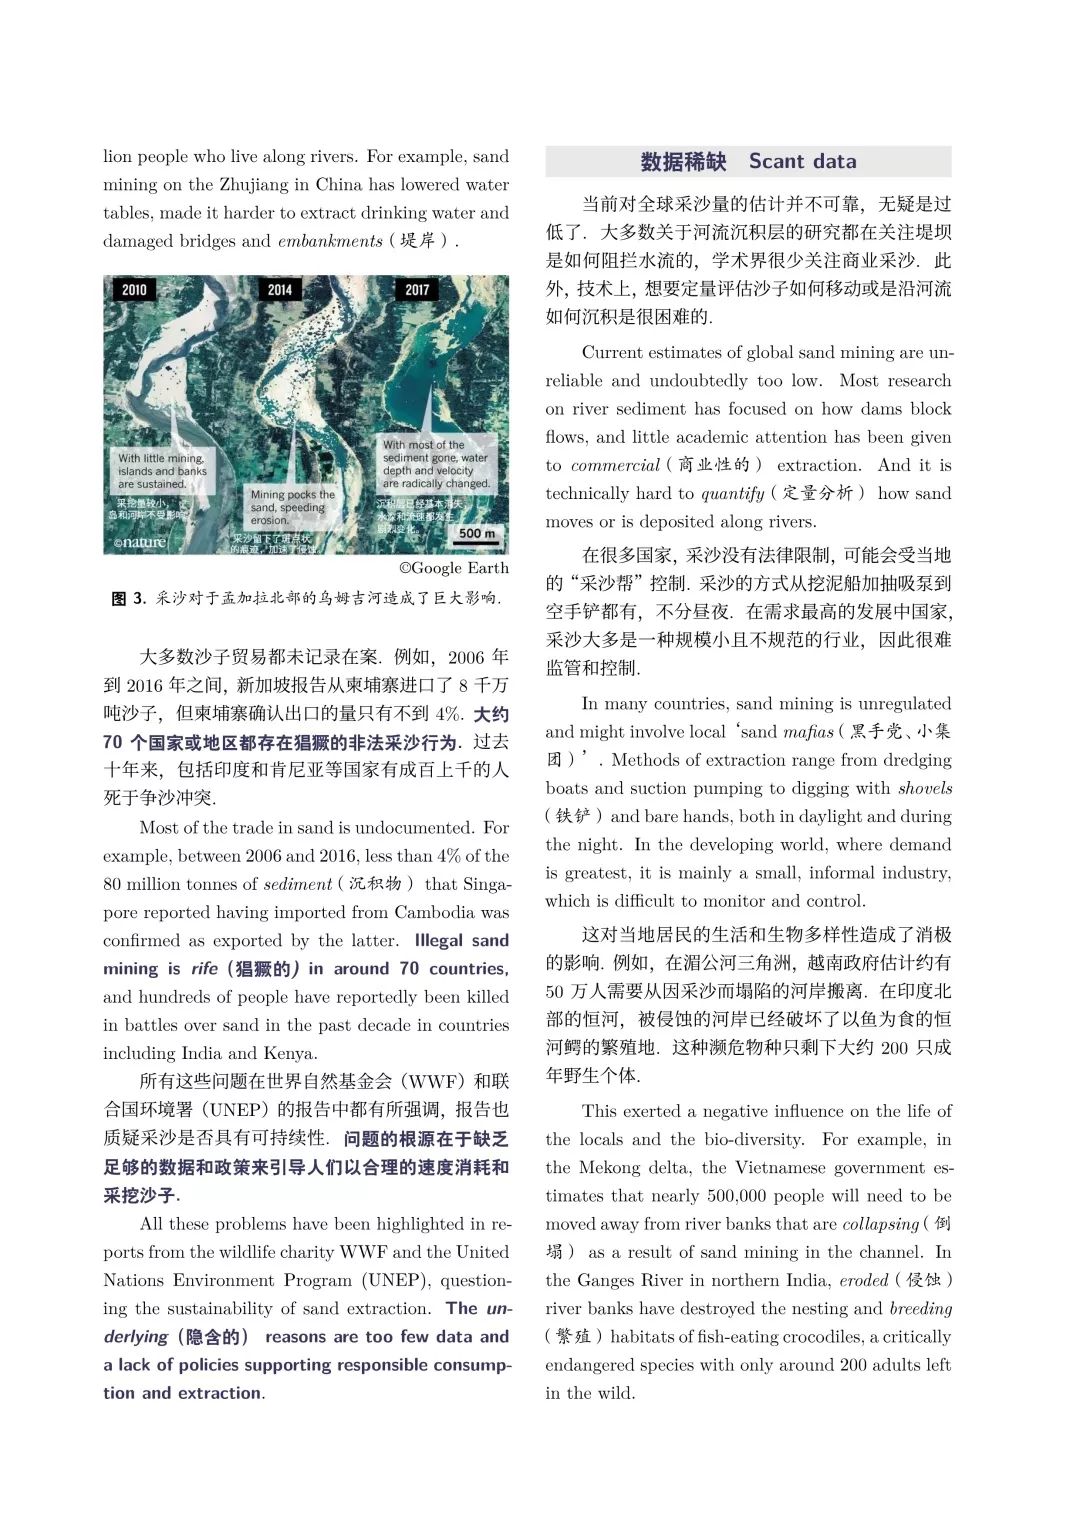 lion people who live along rivers. For example, sand
mining on the Zhujiang in China has lowered water
tables, made it harder to extract drinking water and
damaged bridges and embankments（堤岸）.
2010
2014
2017
With little mining,
islands and banks
are sustained.
采挖量较小，
岛和河岸不受影响
Mining pocks the
sand, speeding
erosion.
采沙留下了斑点状
的痕迹，加速了侵蚀
With most of the
sediment gone, water
depth and velocity
are radically changed.
沉积层已经基本消失，
水深和流速都发生
剧烈变化。
500 m
©nature
©Google Earth
图 3. 采沙对于孟加拉北部的乌姆吉河造成了巨大影响.
大多数沙子贸易都未记录在案. 例如，2006 年
到 2016 年之间，新加坡报告从柬埔寨进口了 8 千万
吨沙子，但柬埔寨确认出口的量只有不到 4%. 大约
70 个国家或地区都存在猖獗的非法采沙行为. 过去
十年来，包括印度和肯尼亚等国家有成百上千的人
死于争沙冲突.
Most of the trade in sand is undocumented. For
example, between 2006 and 2016, less than 4% of the
80 million tonnes of sediment（沉积物）that Singa-
pore reported having imported from Cambodia was
confirmed as exported by the latter. Illegal sand
mining is rife（猖獗的）in around 70 countries,
and hundreds of people have reportedly been killed
in battles over sand in the past decade in countries
including India and Kenya.
所有这些问题在世界自然基金会（WWF）和联
合国环境署（UNEP）的报告中都有所强调，报告也
质疑采沙是否具有可持续性. 问题的根源在于缺乏
足够的数据和政策来引导人们以合理的速度消耗和
采挖沙子.
All these problems have been highlighted in re-
ports from the wildlife charity WWF and the United
Nations Environment Program (UNEP), question-
ing the sustainability of sand extraction. The un-
derlying（隐含的） reasons are too few data and
a lack of policies supporting responsible consump-
tion and extraction.
数据稀缺 Scant data
当前对全球采沙量的估计并不可靠，无疑是过
低了. 大多数关于河流沉积层的研究都在关注堤坝
是如何阻拦水流的，学术界很少关注商业采沙. 此
外，技术上，想要定量评估沙子如何移动或是沿河流
如何沉积是很困难的.
Current estimates of global sand mining are un-
reliable and undoubtedly too low. Most research
on river sediment has focused on how dams block
flows, and little academic attention has been given
to commercial（商业性的） extraction. And it is
technically hard to quantify（定量分析）how sand
moves or is deposited along rivers.
在很多国家，采沙没有法律限制，可能会受当地
的“采沙帮”控制. 采沙的方式从挖泥船加抽吸泵到
空手铲都有，不分昼夜. 在需求最高的发展中国家，
采沙大多是一种规模小且不规范的行业，因此很难
监管和控制.
In many countries, sand mining is unregulated
and might involve local ‘sand mafias（黑手党、小集
团）’. Methods of extraction range from dredging
boats and suction pumping to digging with shovels
（铁铲）and bare hands, both in daylight and during
the night. In the developing world, where demand
is greatest, it is mainly a small, informal industry,
which is difficult to monitor and control.
这对当地居民的生活和生物多样性造成了消极
的影响. 例如，在湄公河三角洲，越南政府估计约有
50 万人需要从因采沙而塌陷的河岸搬离. 在印度北
部的恒河，被侵蚀的河岸已经破坏了以鱼为食的恒
河鳄的繁殖地. 这种濒危物种只剩下大约 200 只成
年野生个体.
This exerted a negative influence on the life of
the locals and the bio-diversity. For example, in
the Mekong delta, the Vietnamese government es-
timates that nearly 500,000 people will need to be
moved away from river banks that are collapsing（倒
塌） as a result of sand mining in the channel. In
the Ganges River in northern India, eroded（侵蚀）
river banks have destroyed the nesting and breeding
（繁殖）habitats of fish-eating crocodiles, a critically
endangered species with only around 200 adults left
in the wild.